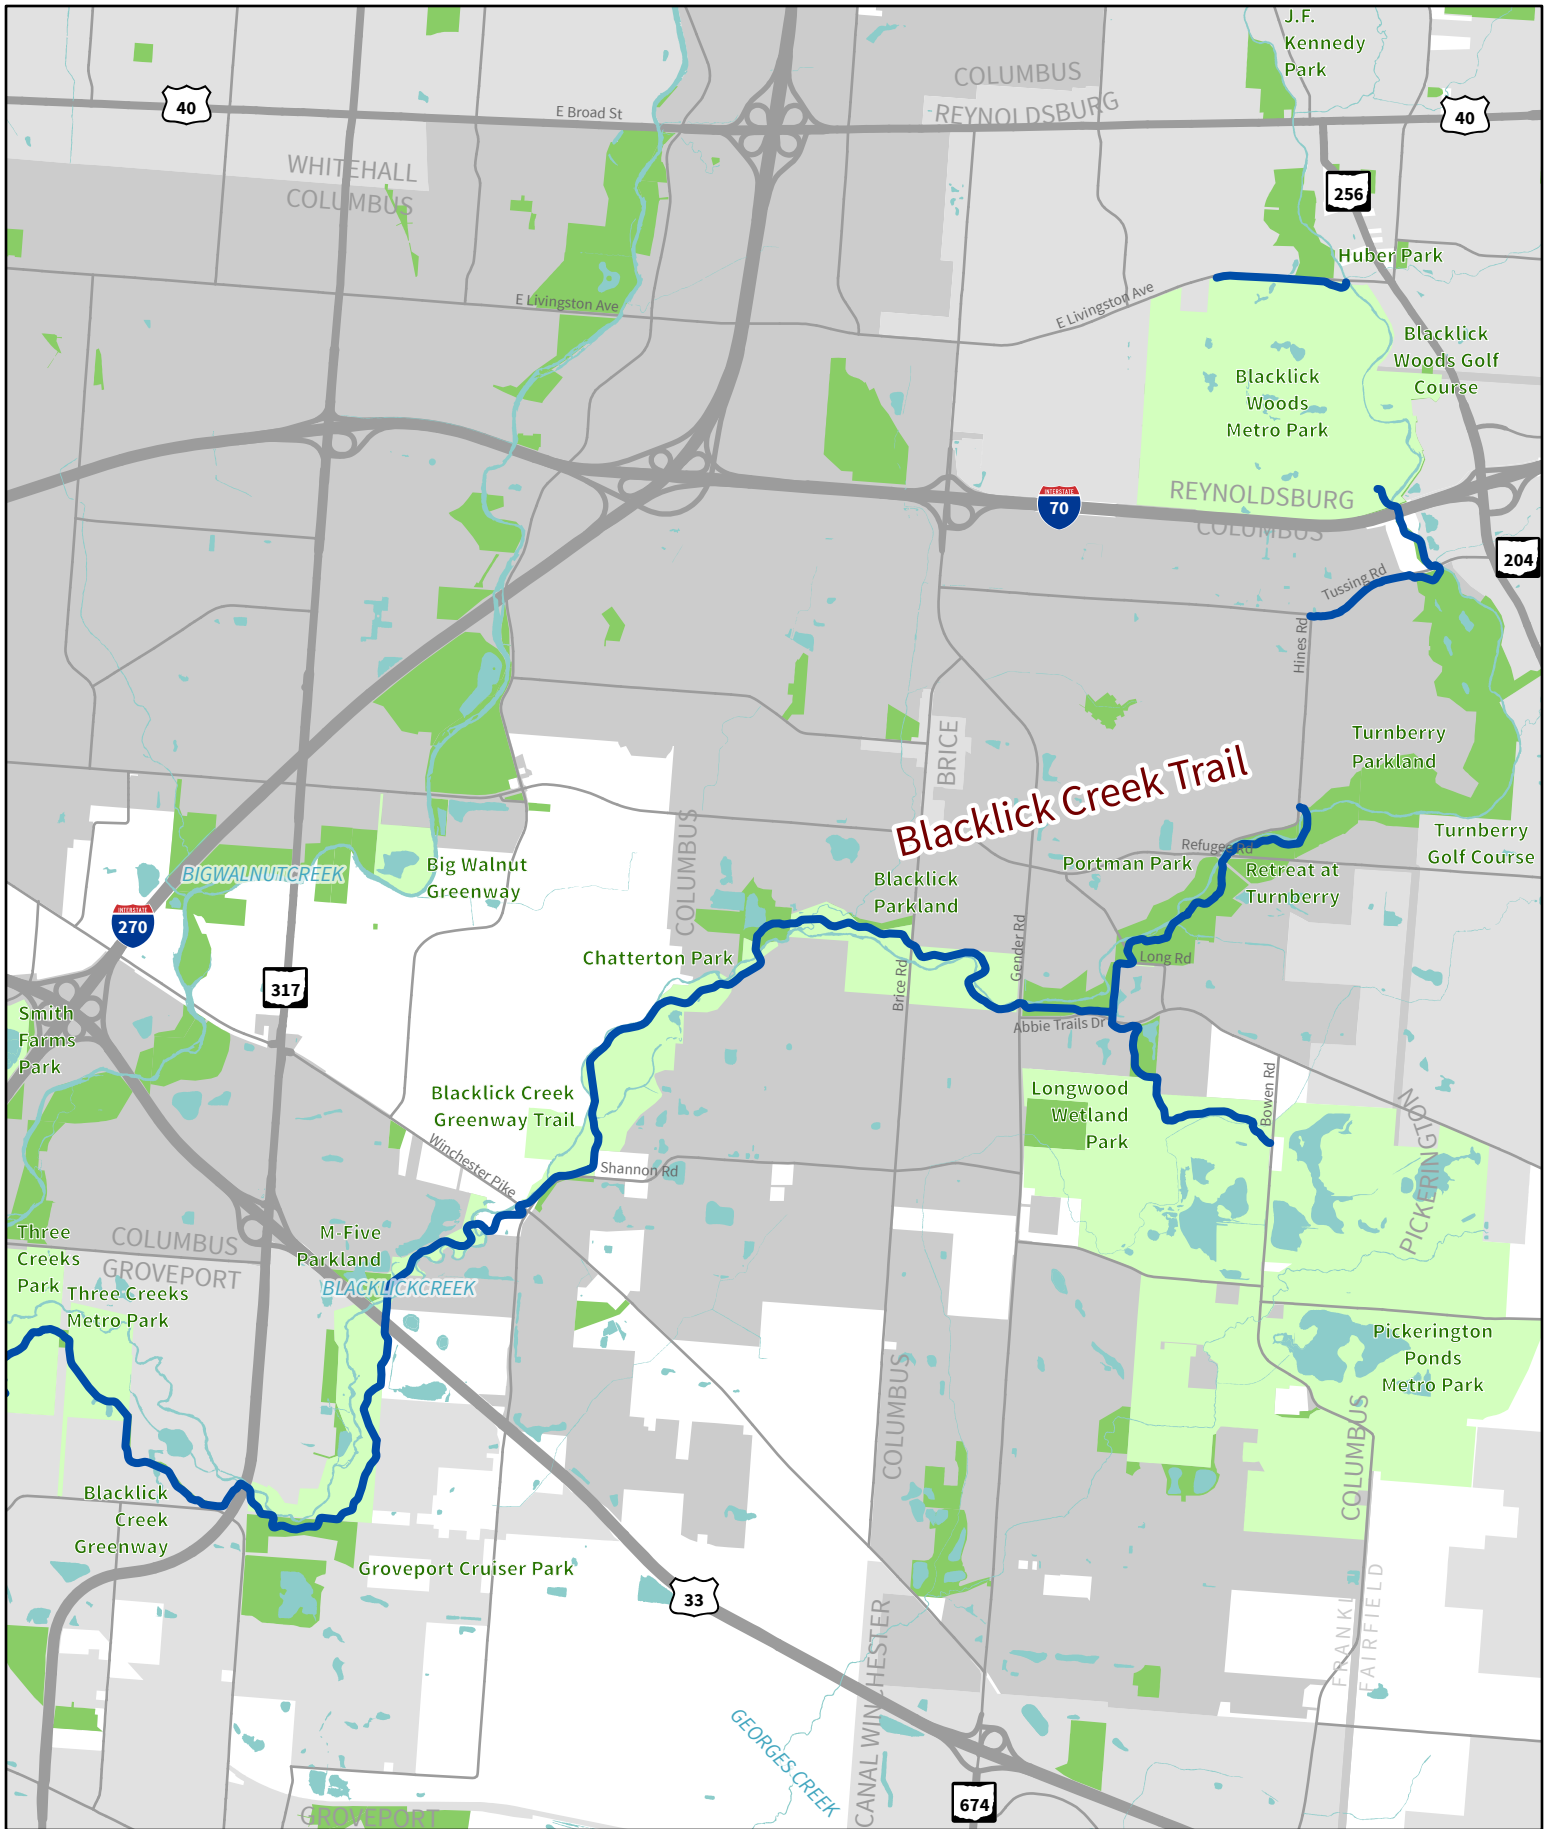 J.F.
Kennedy
Park
COLUMBUS
REYNOLDSBURG
40
E Broad St
40
WHITEHALL
COLUMBUS
256
Huber Park
E Livingston Ave
E Livingston Ave
Blacklick
Woods Golf
Course
Blacklick
Woods
Metro Park
REYNOLDSBURG
COLUMBUS
INTERSTATE
70
204
Tussing Rd
Hines Rd
Turnberry
Parkland
BRICE
Blacklick Creek Trail
COLUMBUS
Turnberry
Golf Course
Refugee Rd
Portman Park
Retreat at
Turnberry
BIGWALNUTCREEK
Big Walnut
Greenway
Blacklick
Parkland
INTERSTATE
270
317
Chatterton Park
Gender Rd
Brice Rd
Long Rd
Abbie Trails Dr
Smith
Farms
Park
Blacklick Creek
Greenway Trail
Longwood
Wetland
Park
Bowen Rd
PICKERINGTON
Winchester Pike
Shannon Rd
Three
Creeks
Park
COLUMBUS
GROVEPORT
M-Five
Parkland
BLACKLICKCREEK
Three Creeks
Metro Park
Pickerington
Ponds
Metro Park
COLUMBUS
COLUMBUS
Blacklick
Creek
Greenway
Groveport Cruiser Park
33
FRANKL
FAIRFIELD
CANAL WINCHESTER
GEORGES CREEK
674
GROVEPORT